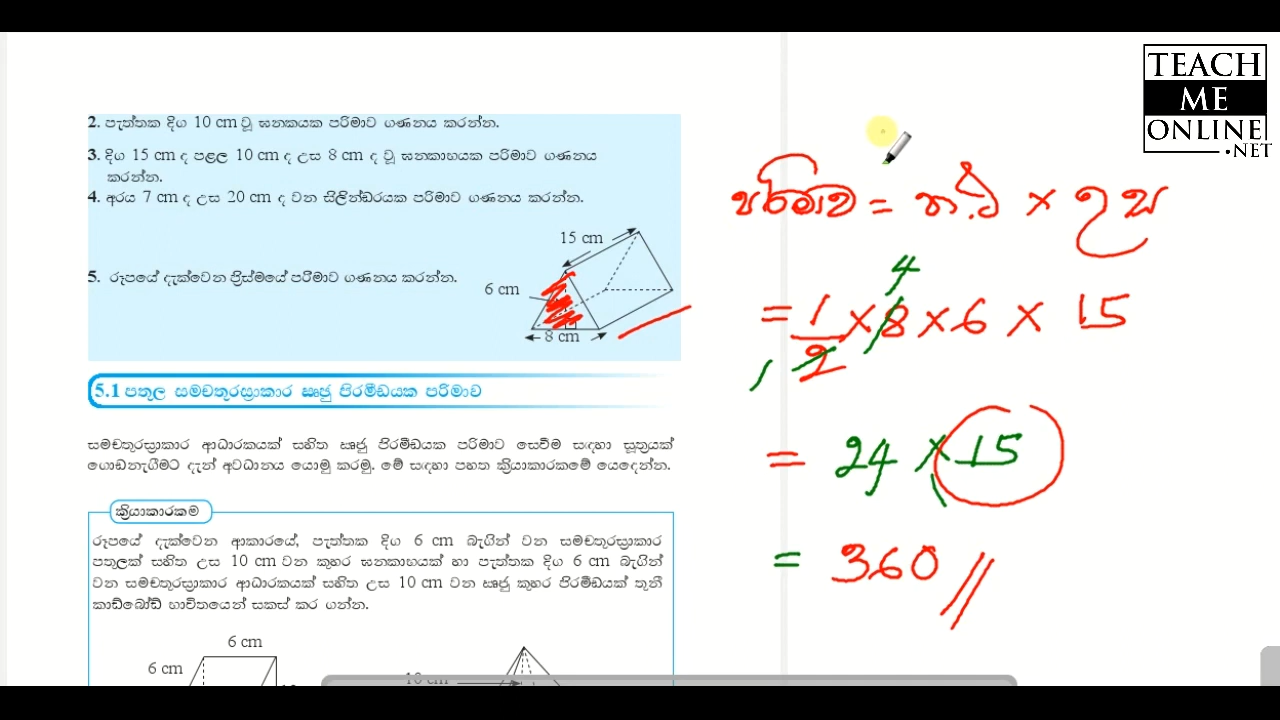 TEACH
ME
ONLINE
.NET
2. පැත්තක දිග 10 cm වූ ඝනකයක පරිමාව ගණනය කරන්න.
3. දිග 15 cm ද පළල 10 cm ද උස 8 cm ද වූ ඝනකාභයක පරිමාව ගණනය
කරන්න.
4. අරය 7 cm ද උස 20 cm ද වන සිලින්ඩරයක පරිමාව ගණනය කරන්න.
15 cm
5. රූපයේ දැක්වෙන ප්‍රිස්මයේ පරිමාව ගණනය කරන්න.
6 cm
8 cm
5.1 පතුල සමචතුරස්‍රාකාර ඍජු පිරමීඩයක පරිමාව
සමචතුරස්‍රාකාර ආධාරකයක් සහිත ඍජු පිරමීඩයක පරිමාව සෙවීම සඳහා සූත්‍රයක්
ගොඩනැගීමට දැන් අවධානය යොමු කරමු. මේ සඳහා පහත ක්‍රියාකාරකමේ යෙදෙන්න.
ක්‍රියාකාරකම
රූපයේ දැක්වෙන ආකාරයේ, පැත්තක දිග 6 cm බැගින් වන සමචතුරස්‍රාකාර
පතුලක් සහිත උස 10 cm වන කුහර ඝනකාභයක් හා පැත්තක දිග 6 cm බැගින්
වන සමචතුරස්‍රාකාර ආධාරකයක් සහිත උස 10 cm වන ඍජු කුහර පිරමීඩයක් තුනී
කාඩ්බෝඩ් භාවිතයෙන් සකස් කර ගන්න.
6 cm
6 cm
10 cm
පරිමාව = හ.ව × උස
4
= 1/2 × 8 × 6 × 15
1
= 24 × 15
= 360